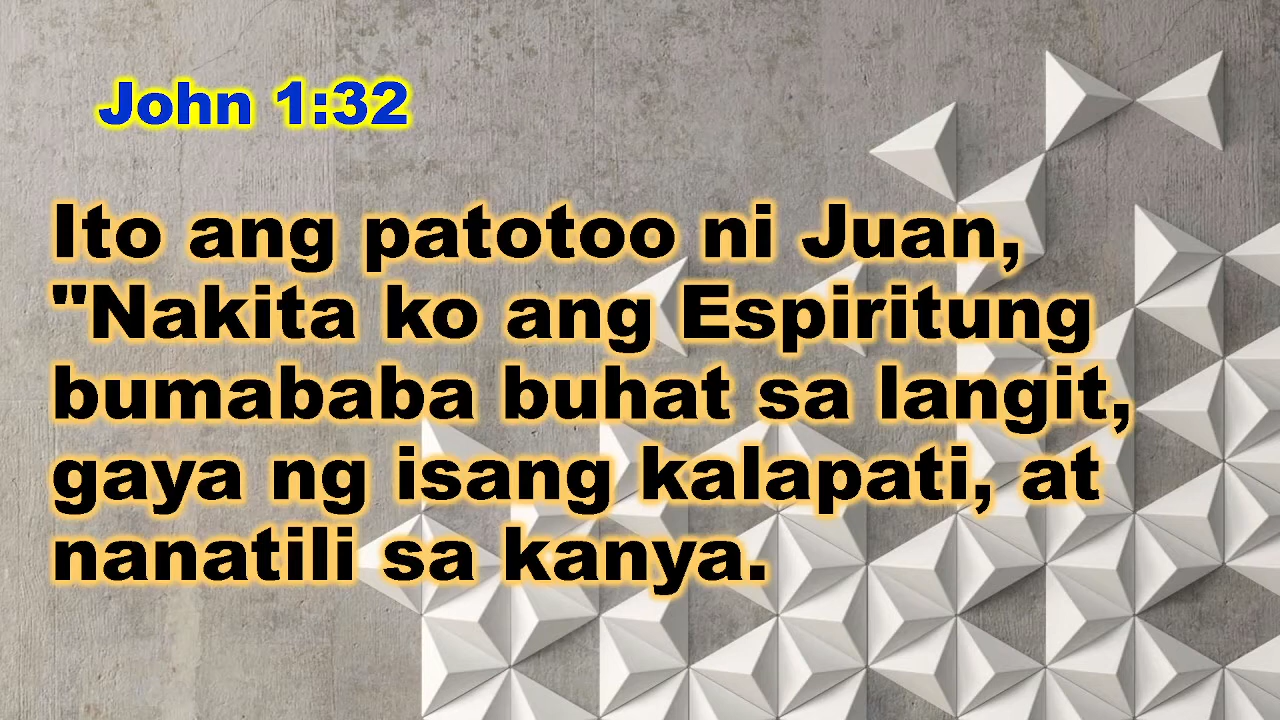 John 1:32
Ito ang patotoo ni Juan,
"Nakita ko ang Espiritung
bumababa buhat sa langit,
gaya ng isang kalapati, at
nanatili sa kanya.